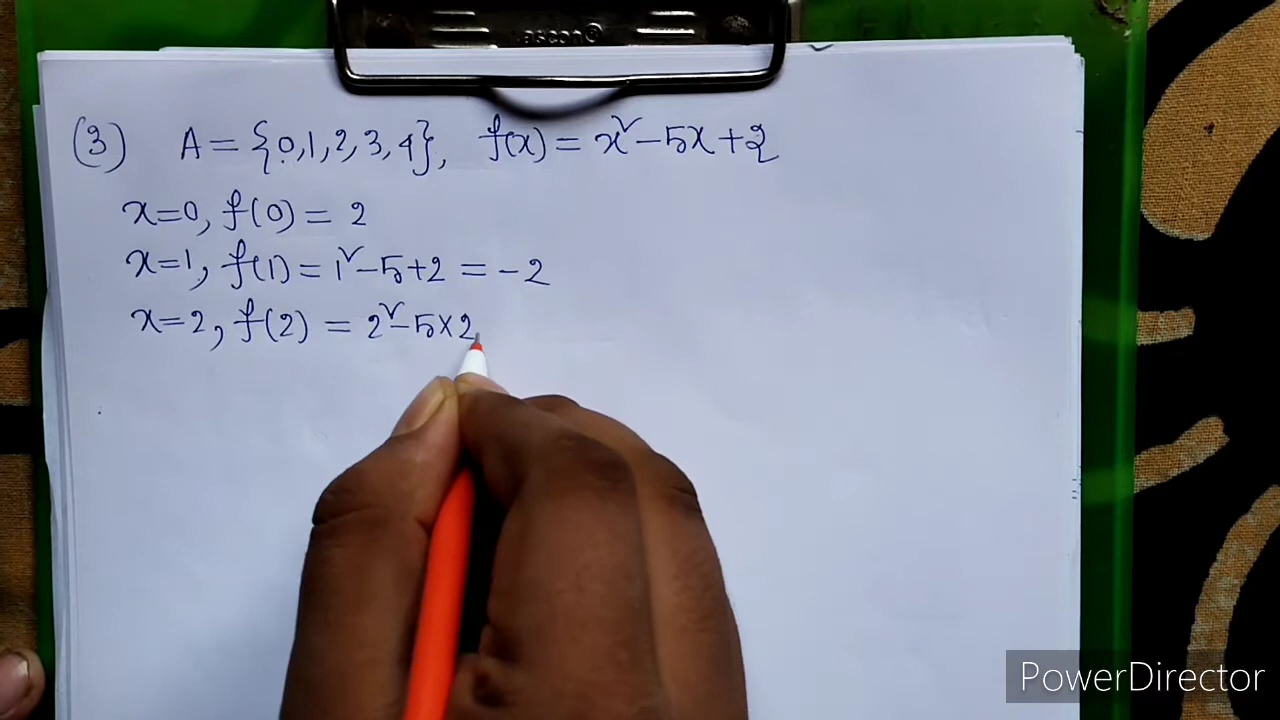 Lascon®
(3) A = {0,1,2,3,4}, f(x) = x² - 5x + 2
x=0, f(0) = 2
x=1, f(1) = 1² - 5 + 2 = -2
x=2, f(2) = 2² - 5×2
PowerDirector